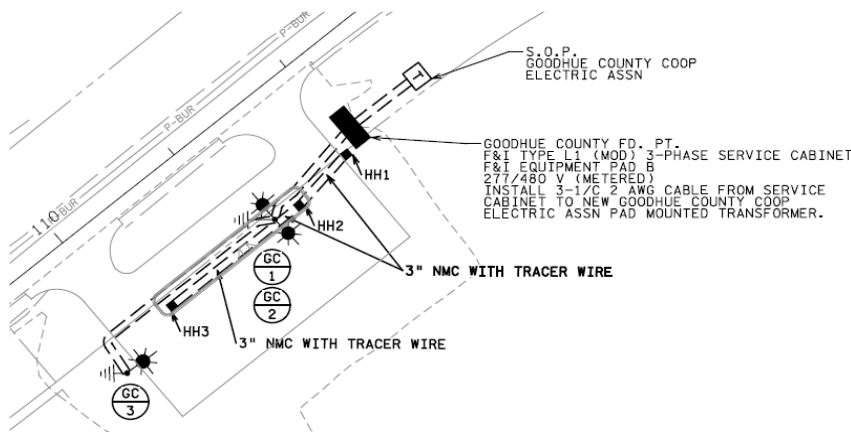 P-BUR
S.O.P.
GOODHUE COUNTY COOP
ELECTRIC ASSN
T
P-BUR
GOODHUE COUNTY FD. PT.
F&I TYPE L1 (MOD) 3-PHASE SERVICE CABINET
F&I EQUIPMENT PAD B
277/480 V (METERED)
INSTALL 3-1/C 2 AWG CABLE FROM SERVICE
CABINET TO NEW GOODHUE COUNTY COOP
ELECTRIC ASSN PAD MOUNTED TRANSFORMER.
HH1
110
BUR
HH2
GC
1
3" NMC WITH TRACER WIRE
GC
2
HH3
3" NMC WITH TRACER WIRE
GC
3